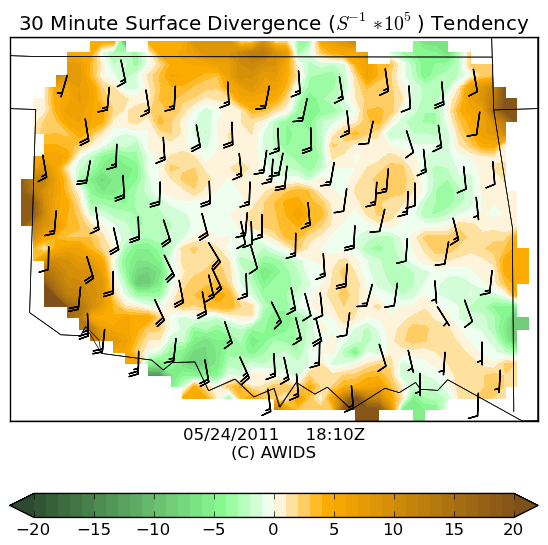 30 Minute Surface Divergence (S⁻¹ *10⁵ ) Tendency
05/24/2011 18:10Z
(C) AWIDS
−20 −15 −10 −5 0 5 10 15 20